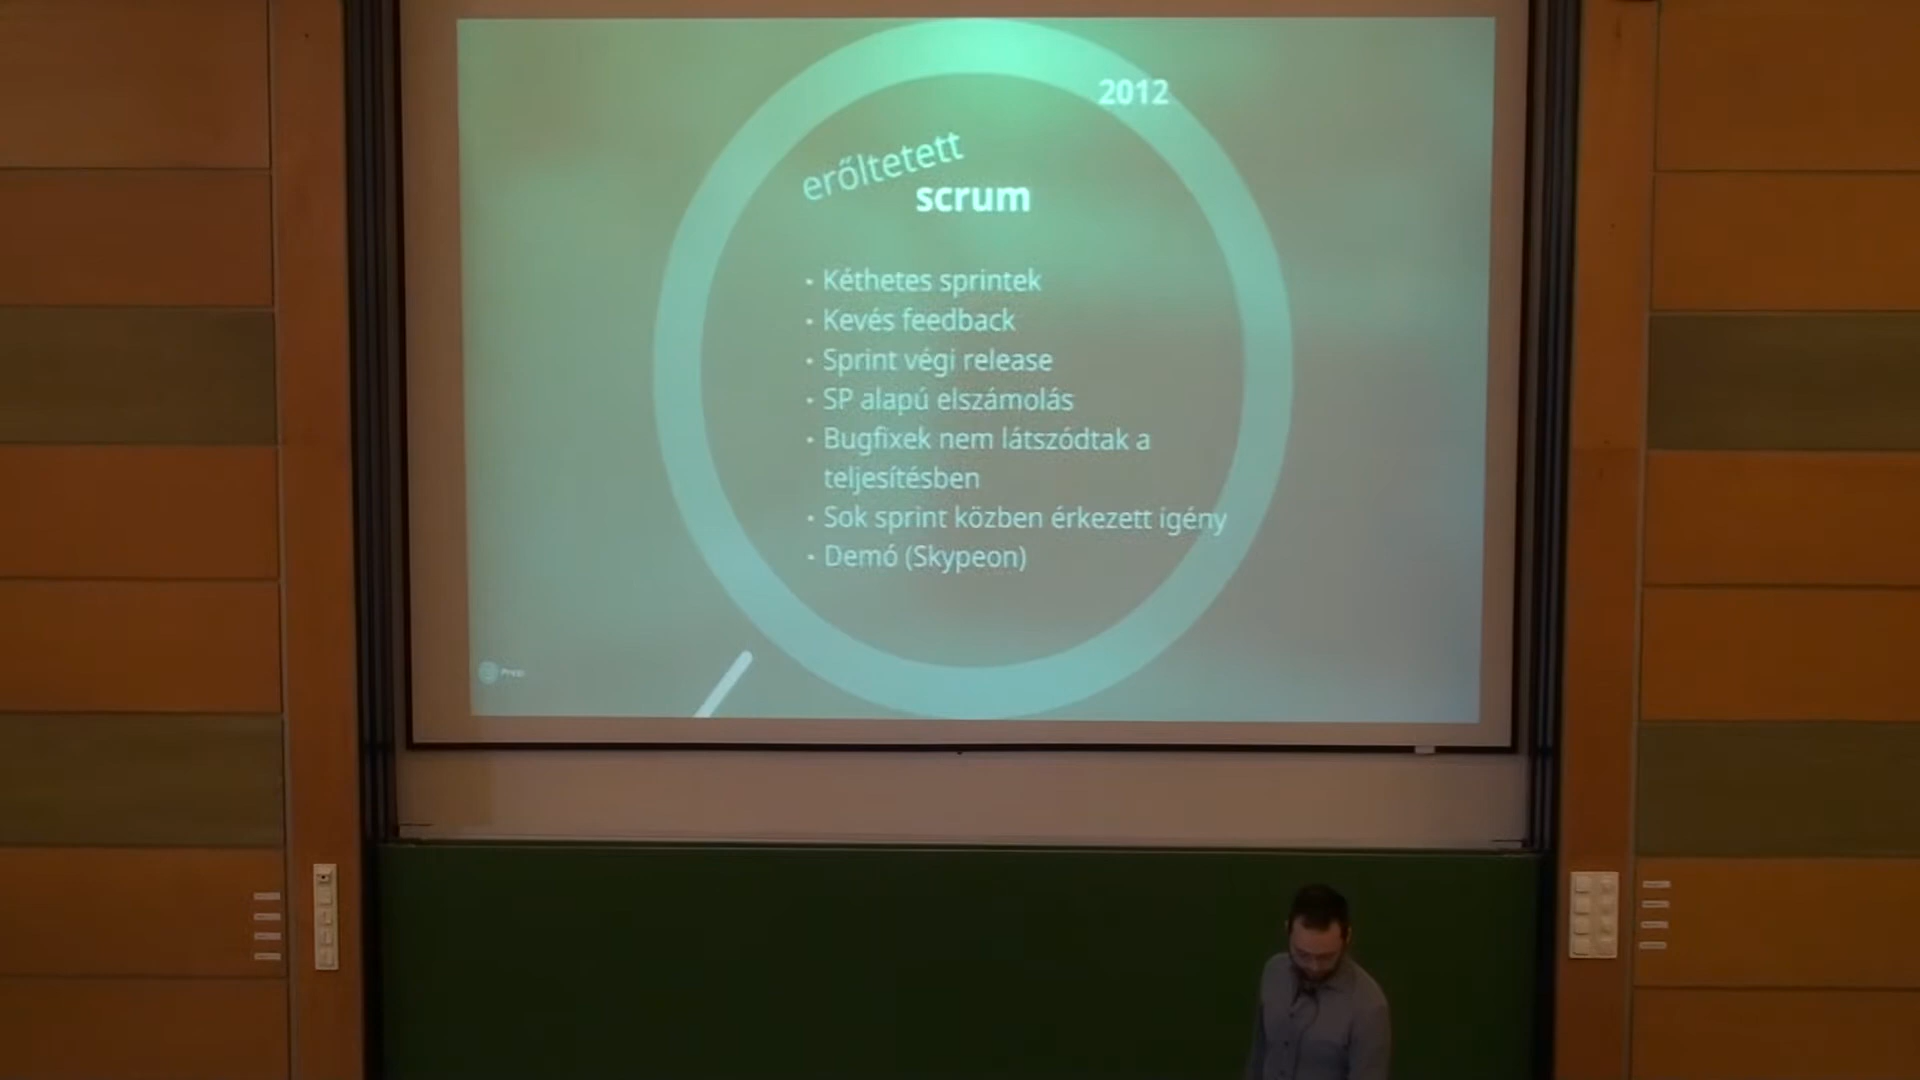 2012
erőltetett
scrum
• Kéthetes sprintek
• Kevés feedback
• Sprint végi release
• SP alapú elszámolás
• Bugfixek nem látszódtak a
teljesítésben
• Sok sprint közben érkezett igény
• Demó (Skypeon)
Prezi